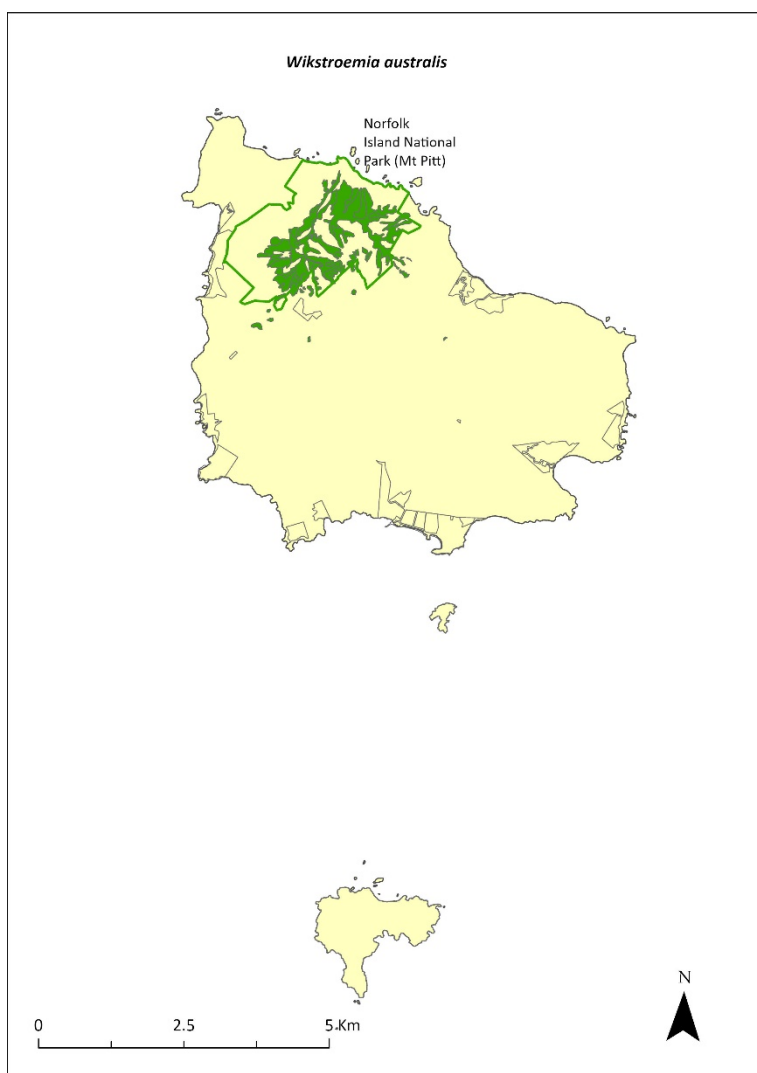 Wikstroemia australis
Norfolk
Island National
Park (Mt Pitt)
0 2.5 5 Km
N